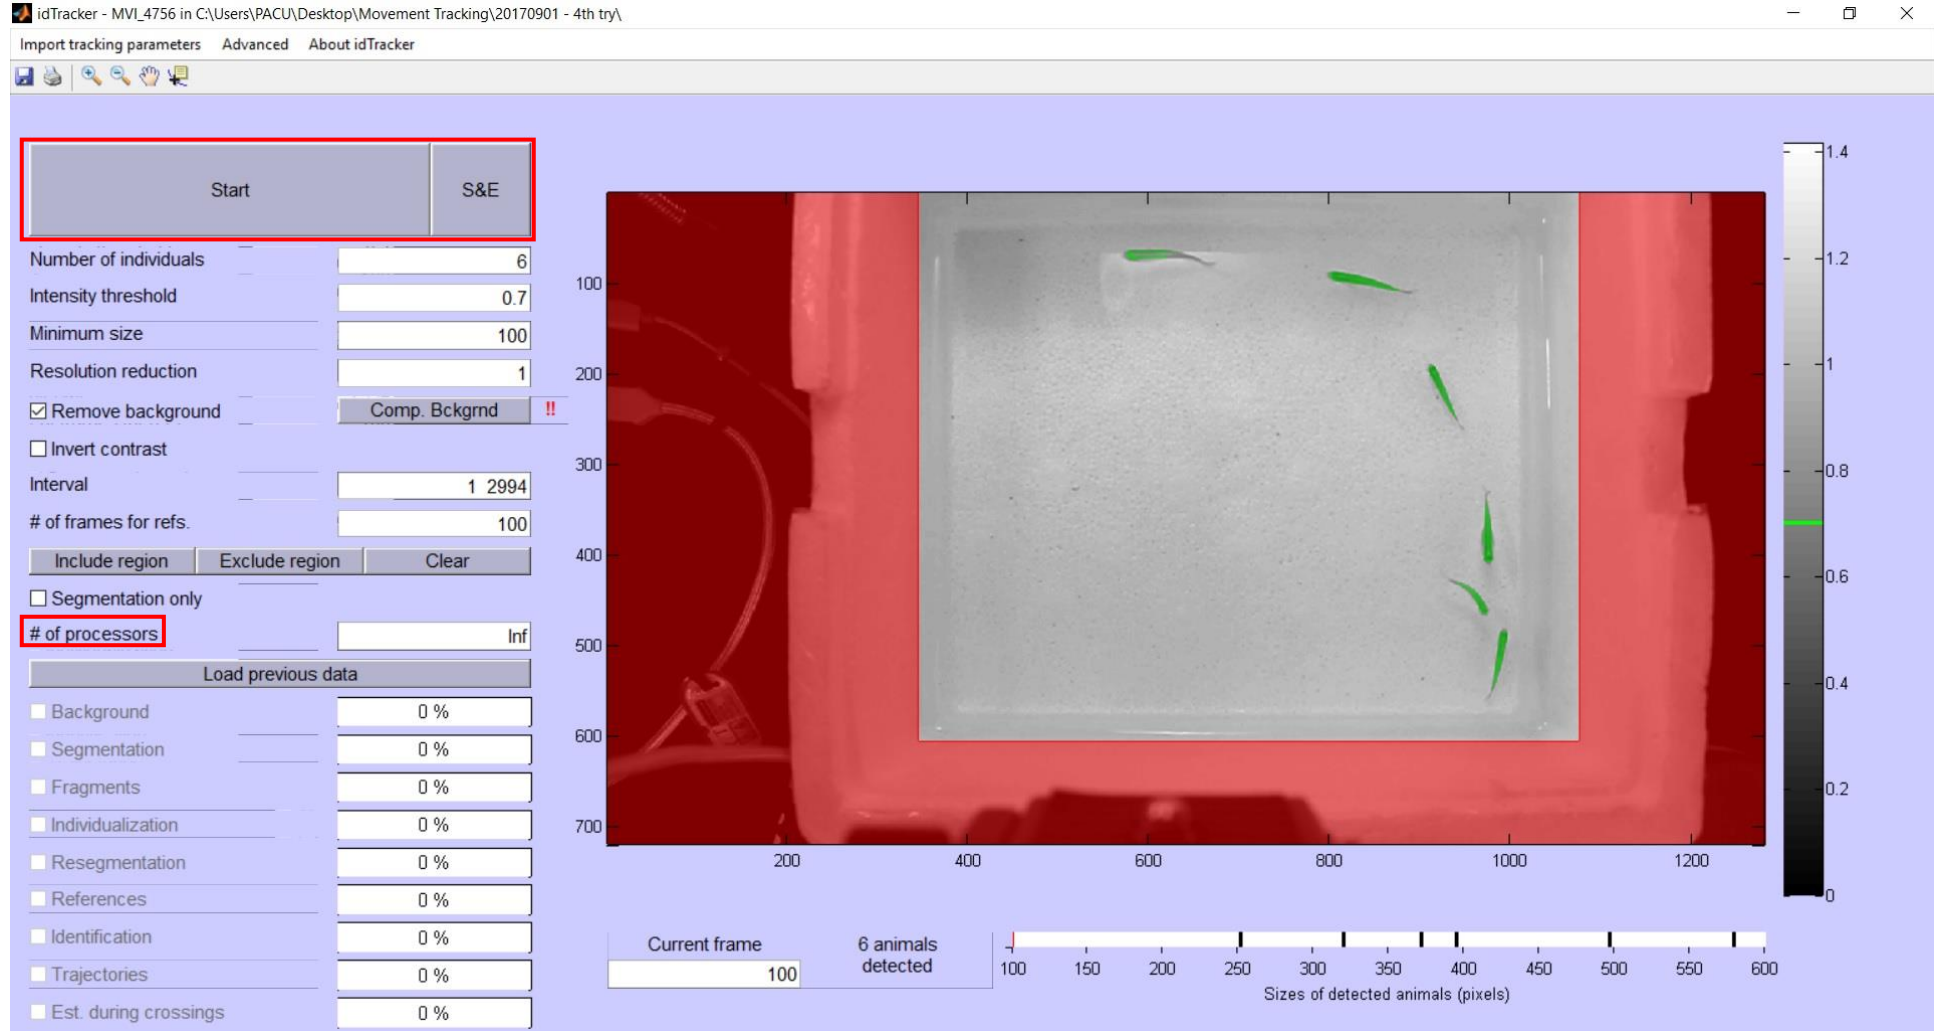 idTracker - MVI_4756 in C:\Users\PACU\Desktop\Movement Tracking\20170901 - 4th try\
Import tracking parameters Advanced About idTracker
Start S&E
Number of individuals 6
Intensity threshold 0.7
Minimum size 100
Resolution reduction 1
Remove background Comp. Bckgrnd !!
Invert contrast
Interval 1 2994
# of frames for refs. 100
Include region Exclude region Clear
Segmentation only
# of processors Inf
Load previous data
Background 0 %
Segmentation 0 %
Fragments 0 %
Individualization 0 %
Resegmentation 0 %
References 0 %
Identification 0 %
Trajectories 0 %
Est. during crossings 0 %
100
200
300
400
500
600
700
200 400 600 800 1000 1200
1.4
1.2
1
0.8
0.6
0.4
0.2
0
Current frame
100
6 animals
detected
100 150 200 250 300 350 400 450 500 550 600
Sizes of detected animals (pixels)